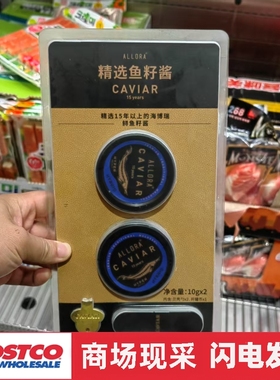 ALLORA
精选鱼籽酱
CAVIAR
15 years
精选15年以上的海博瑞
鲟鱼籽酱
ALLORA
CAVIAR
ALLORA
CAVIAR
净含量:10gx2
268
COSTCO
WHOLESALE
商场现采 闪电发